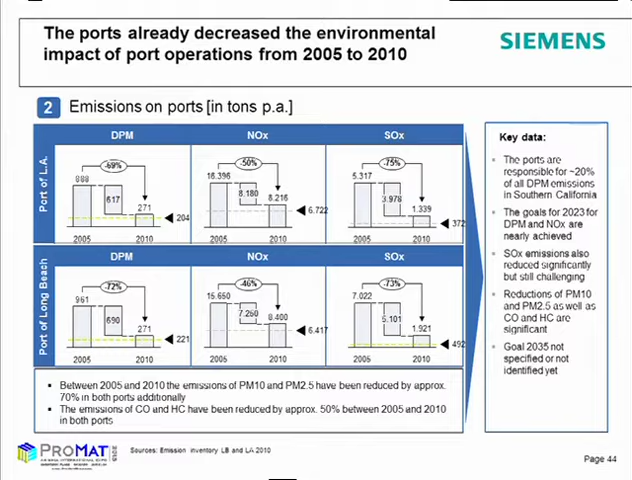 The ports already decreased the environmental
impact of port operations from 2005 to 2010
SIEMENS
2 Emissions on ports [in tons p.a.]
DPM NOx SOx
Port of L.A.
-69%
888
617
271
204
2005 2010
-50%
16.396
8.180
8.216
6.722
2005 2010
-75%
5.317
3.978
1.339
372
2005 2010
DPM NOx SOx
Port of Long Beach
-72%
961
690
271
221
2005 2010
-46%
15.650
7.250
8.400
6.417
2005 2010
-73%
7.022
5.101
1.921
492
2005 2010
Key data:
The ports are
responsible for ~20%
of all DPM emissions
in Southern California
The goals for 2023 for
DPM and NOx are
nearly achieved
SOx emissions also
reduced significantly
but still challenging
Reductions of PM10
and PM2.5 as well as
CO and HC are
significant
Goal 2035 not
specified or not
identified yet
Between 2005 and 2010 the emissions of PM10 and PM2.5 have been reduced by approx.
70% in both ports additionally
The emissions of CO and HC have been reduced by approx. 50% between 2005 and 2010
in both ports
PROMAT
Sources: Emission inventory LB and LA 2010
Page 44